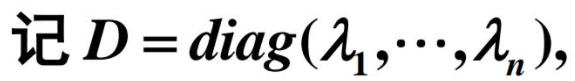 记 D = diag(λ₁,⋯,λₙ),